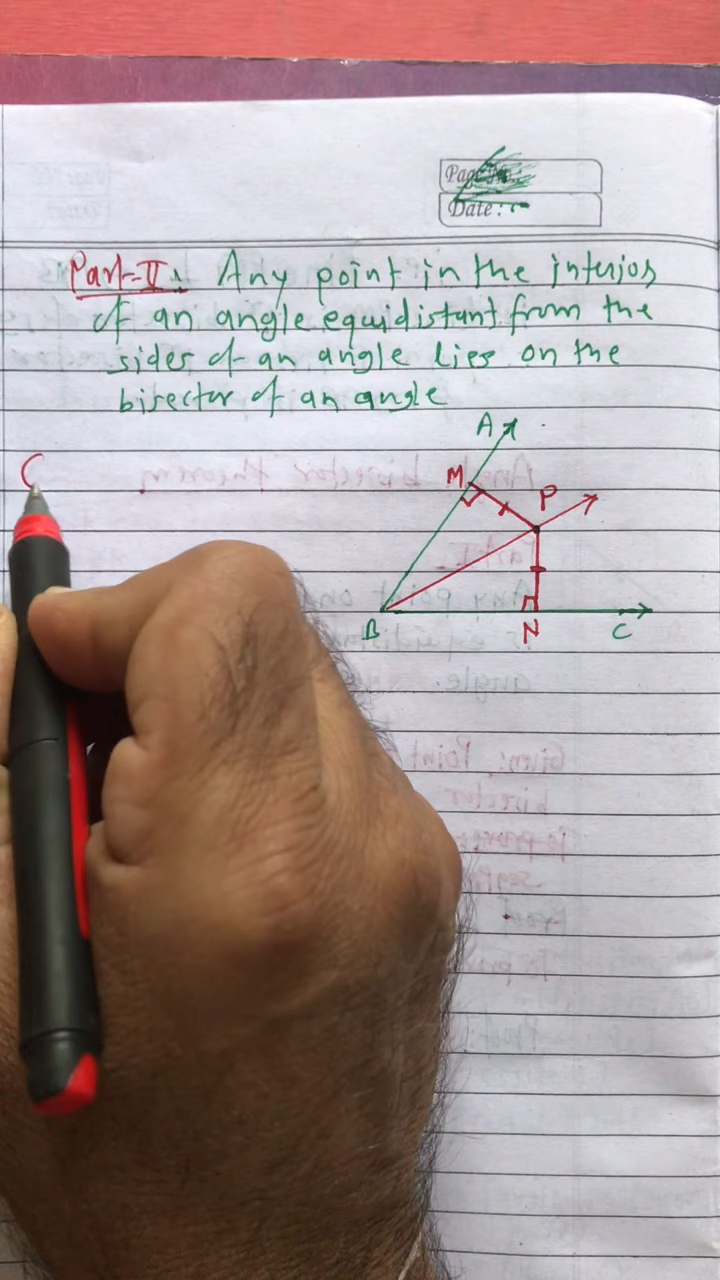 Page No.:
Date:
Part-II: Any point in the interior
of an angle equidistant from the
sides of an angle lies on the
bisector of an angle
A
M
P
B
N
C